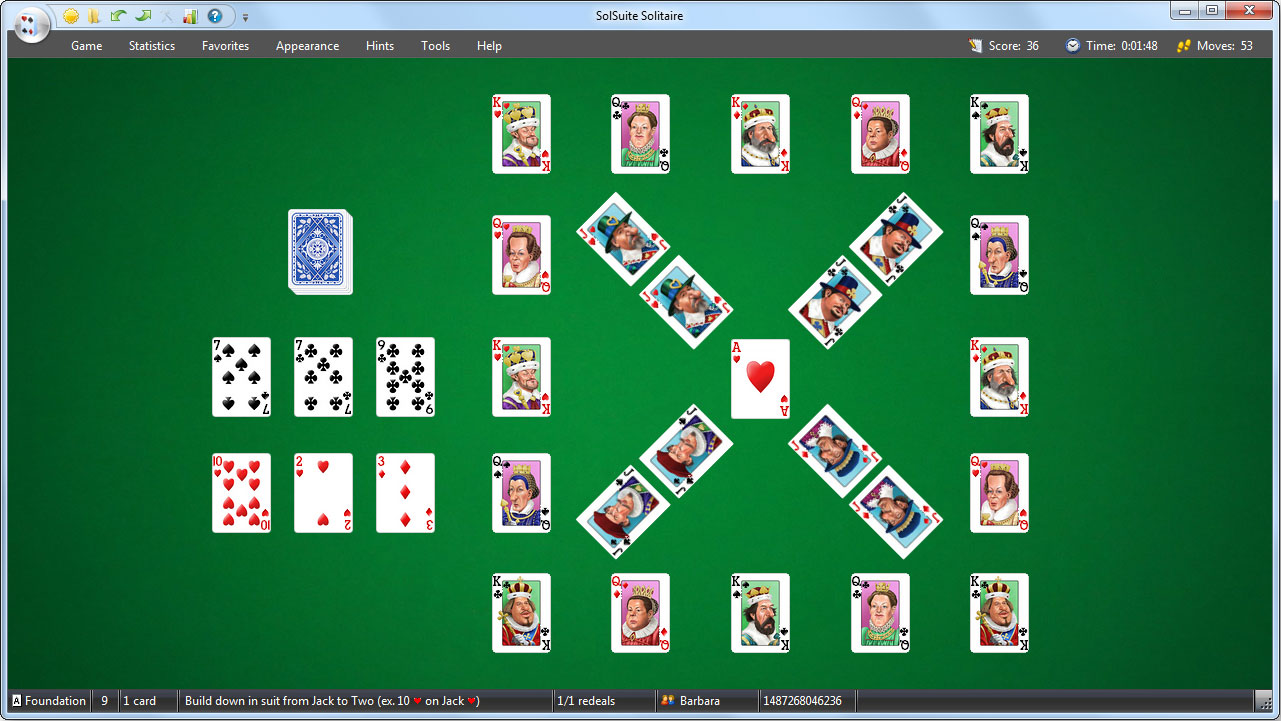 SolSuite Solitaire
Game Statistics Favorites Appearance Hints Tools Help Score: 36 Time: 0:01:48 Moves: 53
K Q K Q K
K Q K Q K
J J
Q Q
Q Q
J J
7 7 9 K A K
7 7 9 K A K
J J
10 2 3 Q Q
10 2 3 Q Q
J J
K Q K Q K
K Q K Q K
A Foundation 9 1 card Build down in suit from Jack to Two (ex. 10 ♥ on Jack ♥) 1/1 redeals Barbara 1487268046236